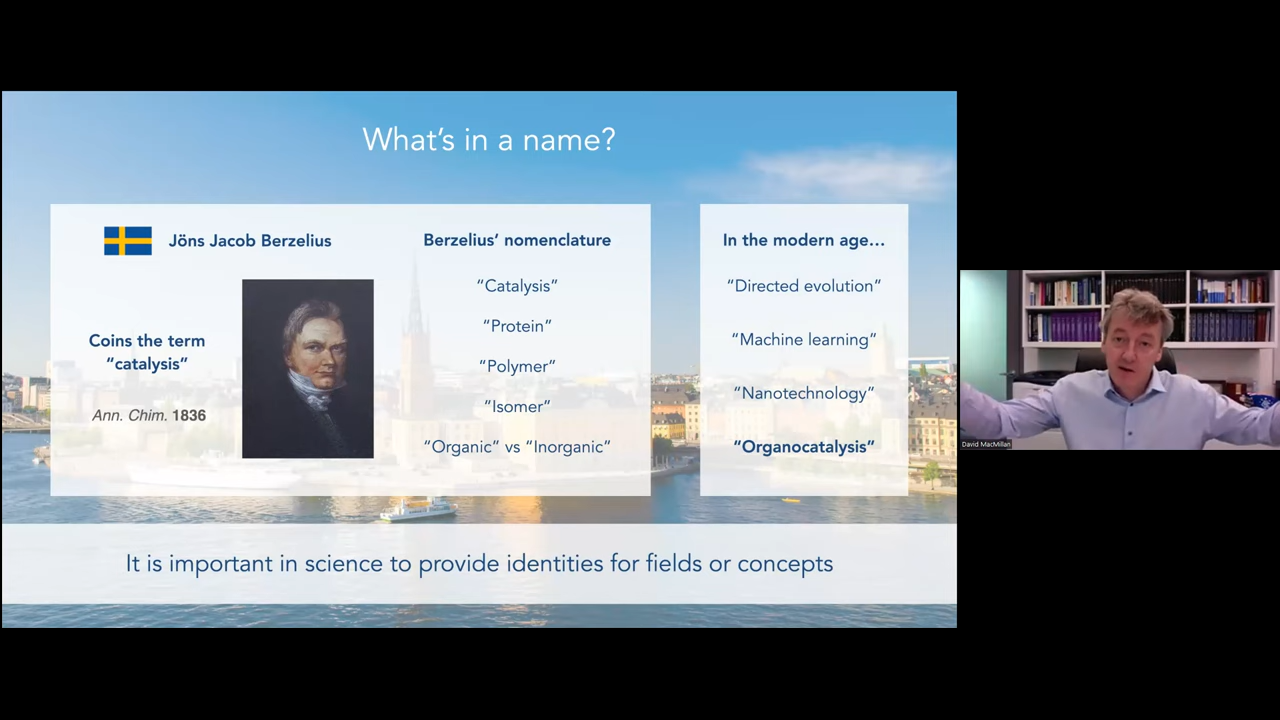 What's in a name?
Jöns Jacob Berzelius
Coins the term
“catalysis”
Ann. Chim. 1836
Berzelius’ nomenclature
“Catalysis”
“Protein”
“Polymer”
“Isomer”
“Organic” vs “Inorganic”
In the modern age...
“Directed evolution”
“Machine learning”
“Nanotechnology”
“Organocatalysis”
It is important in science to provide identities for fields or concepts
David MacMillan